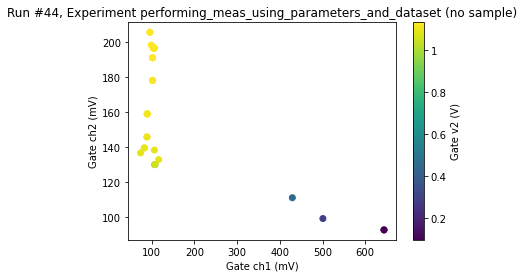 Run #44, Experiment performing_meas_using_parameters_and_dataset (no sample)
200
180
160
140
120
100
Gate ch2 (mV)
100 200 300 400 500 600
Gate ch1 (mV)
1
0.8
0.6
0.4
0.2
Gate v2 (V)